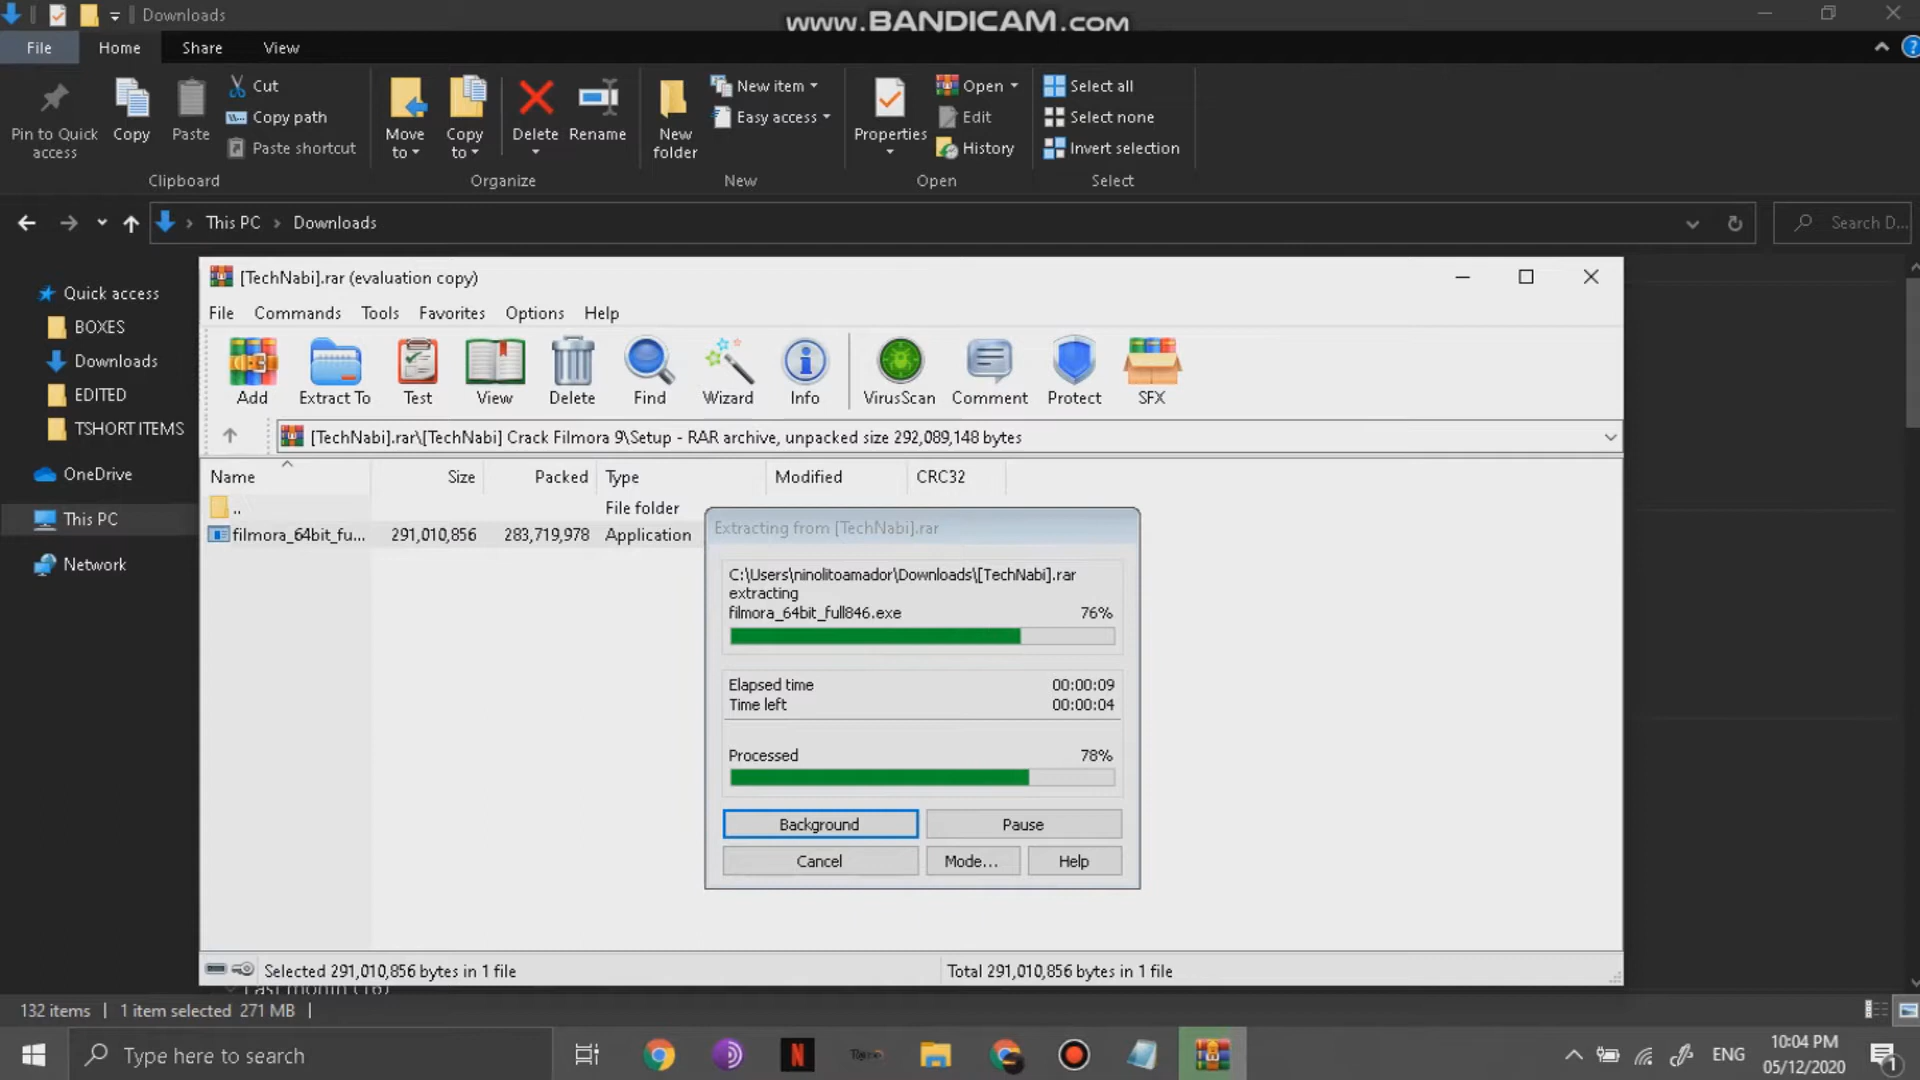 Downloads
www.BANDICAM.com
File Home Share View
Pin to Quick access
Copy
Paste
Cut
Copy path
Paste shortcut
Clipboard
Move to
Copy to
Delete
Rename
Organize
New folder
New item
Easy access
New
Properties
Open
Edit
History
Open
Select all
Select none
Invert selection
Select
This PC > Downloads
Search D...
Quick access
BOXES
Downloads
EDITED
TSHORT ITEMS
OneDrive
This PC
Network
[TechNabi].rar (evaluation copy)
File Commands Tools Favorites Options Help
Add Extract To Test View Delete Find Wizard Info VirusScan Comment Protect SFX
[TechNabi].rar\[TechNabi] Crack Filmora 9\Setup - RAR archive, unpacked size 292,089,148 bytes
Name Size Packed Type Modified CRC32
.. File folder
filmora_64bit_fu... 291,010,856 283,719,978 Application
Extracting from [TechNabi].rar
C:\Users\ninolitoamador\Downloads\[TechNabi].rar
extracting
filmora_64bit_full846.exe 76%
Elapsed time 00:00:09
Time left 00:00:04
Processed 78%
Background Pause
Cancel Mode... Help
Selected 291,010,856 bytes in 1 file Total 291,010,856 bytes in 1 file
132 items 1 item selected 271 MB
Type here to search
N
ENG
10:04 PM
05/12/2020
1